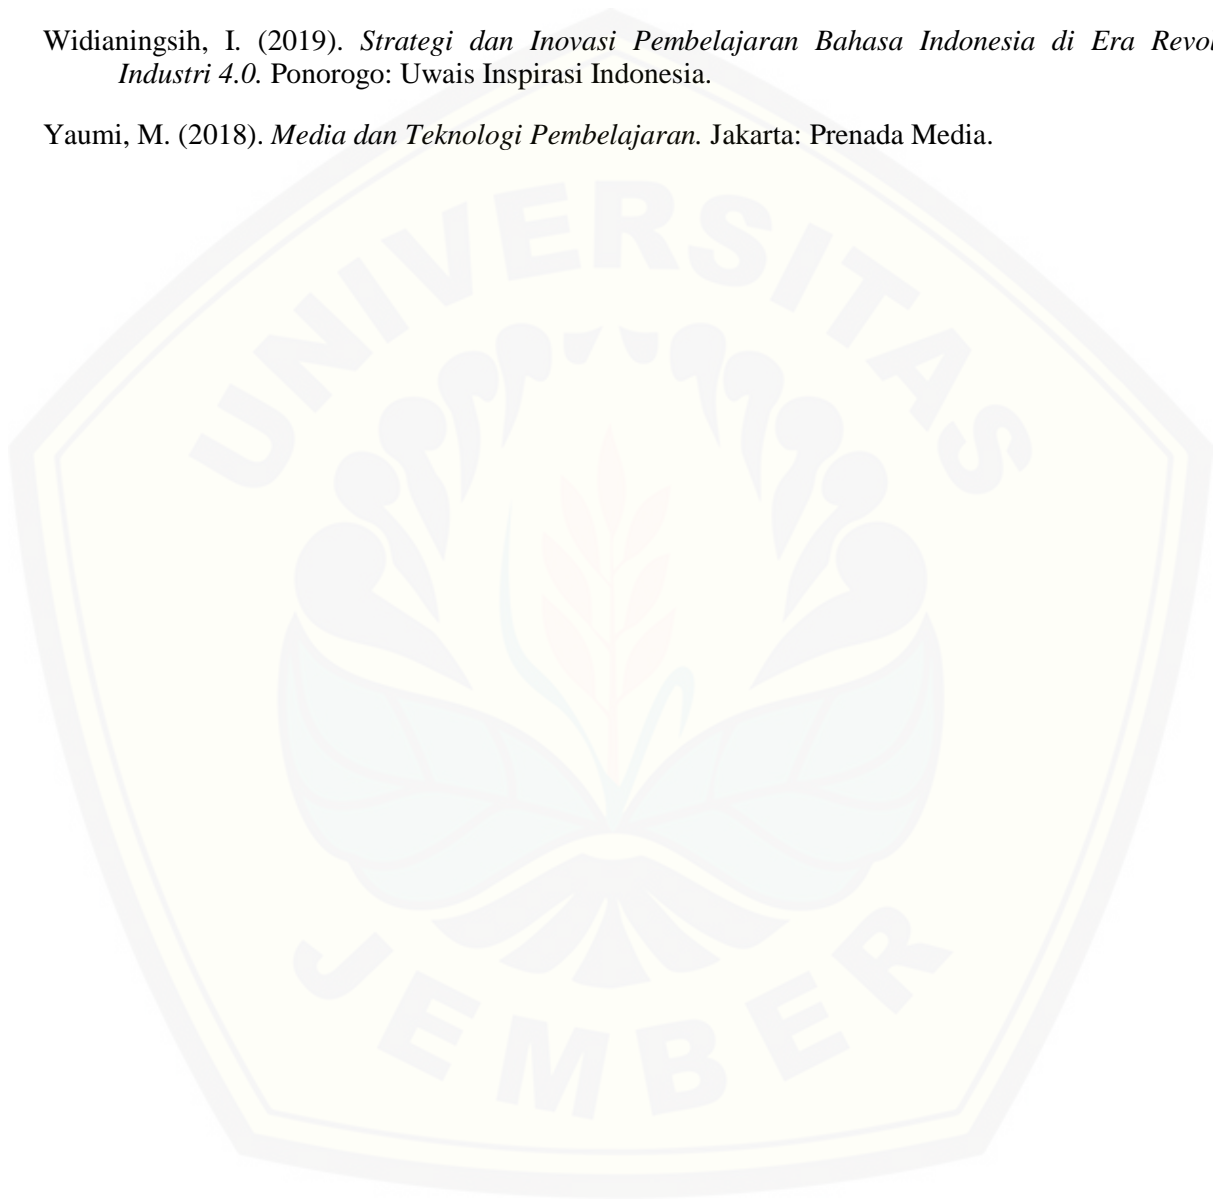 Widianingsih, I. (2019). Strategi dan Inovasi Pembelajaran Bahasa Indonesia di Era
Industri 4.0. Ponorogo: Uwais Inspirasi Indonesia.
Yaumi, M. (2018). Media dan Teknologi Pembelajaran. Jakarta: Prenada Media.
UNIVERSITAS
JEMBER